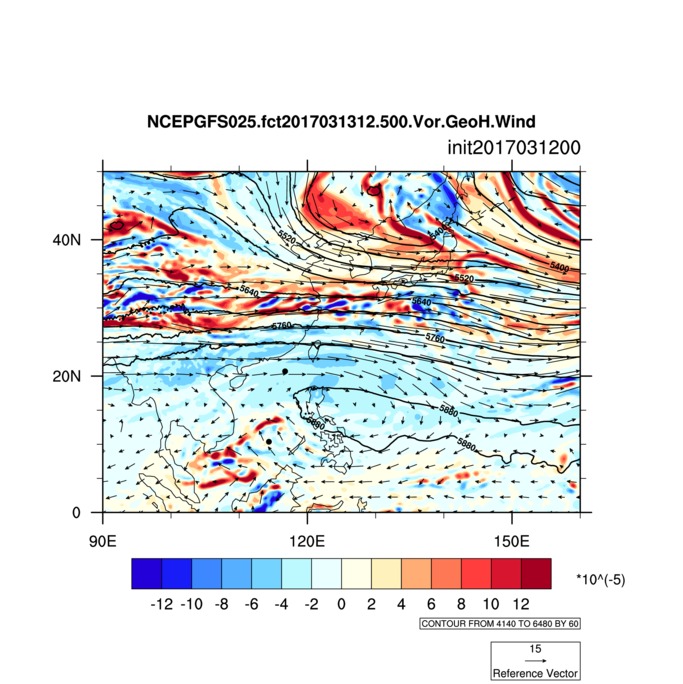 NCEPGFS025.fct2017031312.500.Vor.GeoH.Wind
init2017031200
40N
20N
0
90E 120E 150E
5520
5400
5400
5520
5640
5640
5760
5760
5880
5880
5880
-12 -10 -8 -6 -4 -2 0 2 4 6 8 10 12
*10^(-5)
CONTOUR FROM 4140 TO 6480 BY 60
15
Reference Vector